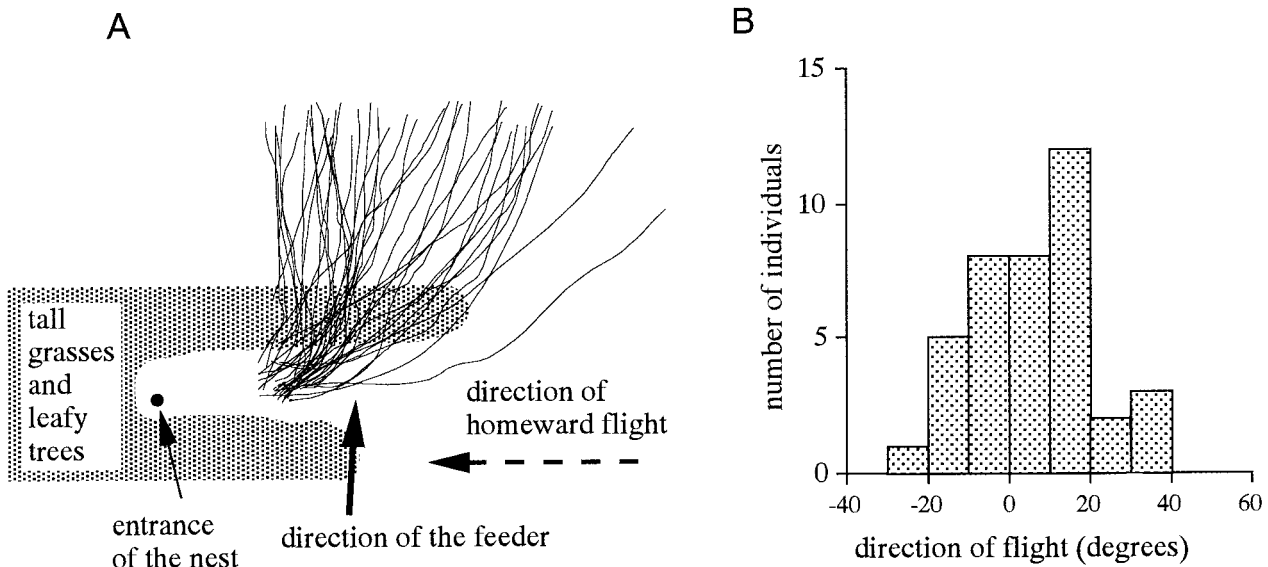 A
tall
grasses
and
leafy
trees
direction of
homeward flight
entrance
of the nest
direction of the feeder
B
15
10
5
0
number of individuals
-40
-20
0
20
40
60
direction of flight (degrees)